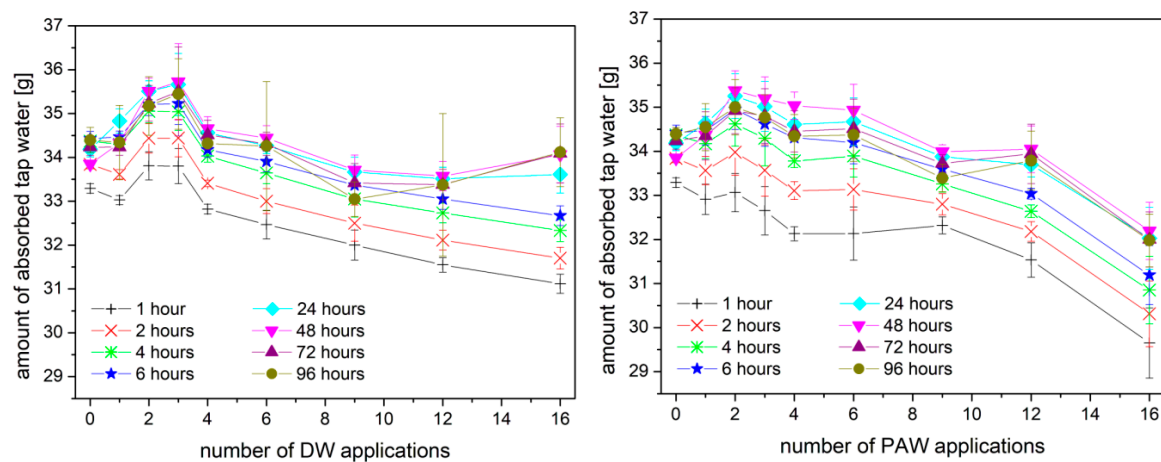 amount of absorbed tap water [g]
37
36
35
34
33
32
31
30
29
1 hour
2 hours
4 hours
6 hours
24 hours
48 hours
72 hours
96 hours
0 2 4 6 8 10 12 14 16
number of DW applications
amount of absorbed tap water [g]
37
36
35
34
33
32
31
30
29
1 hour
2 hours
4 hours
6 hours
24 hours
48 hours
72 hours
96 hours
0 2 4 6 8 10 12 14 16
number of PAW applications